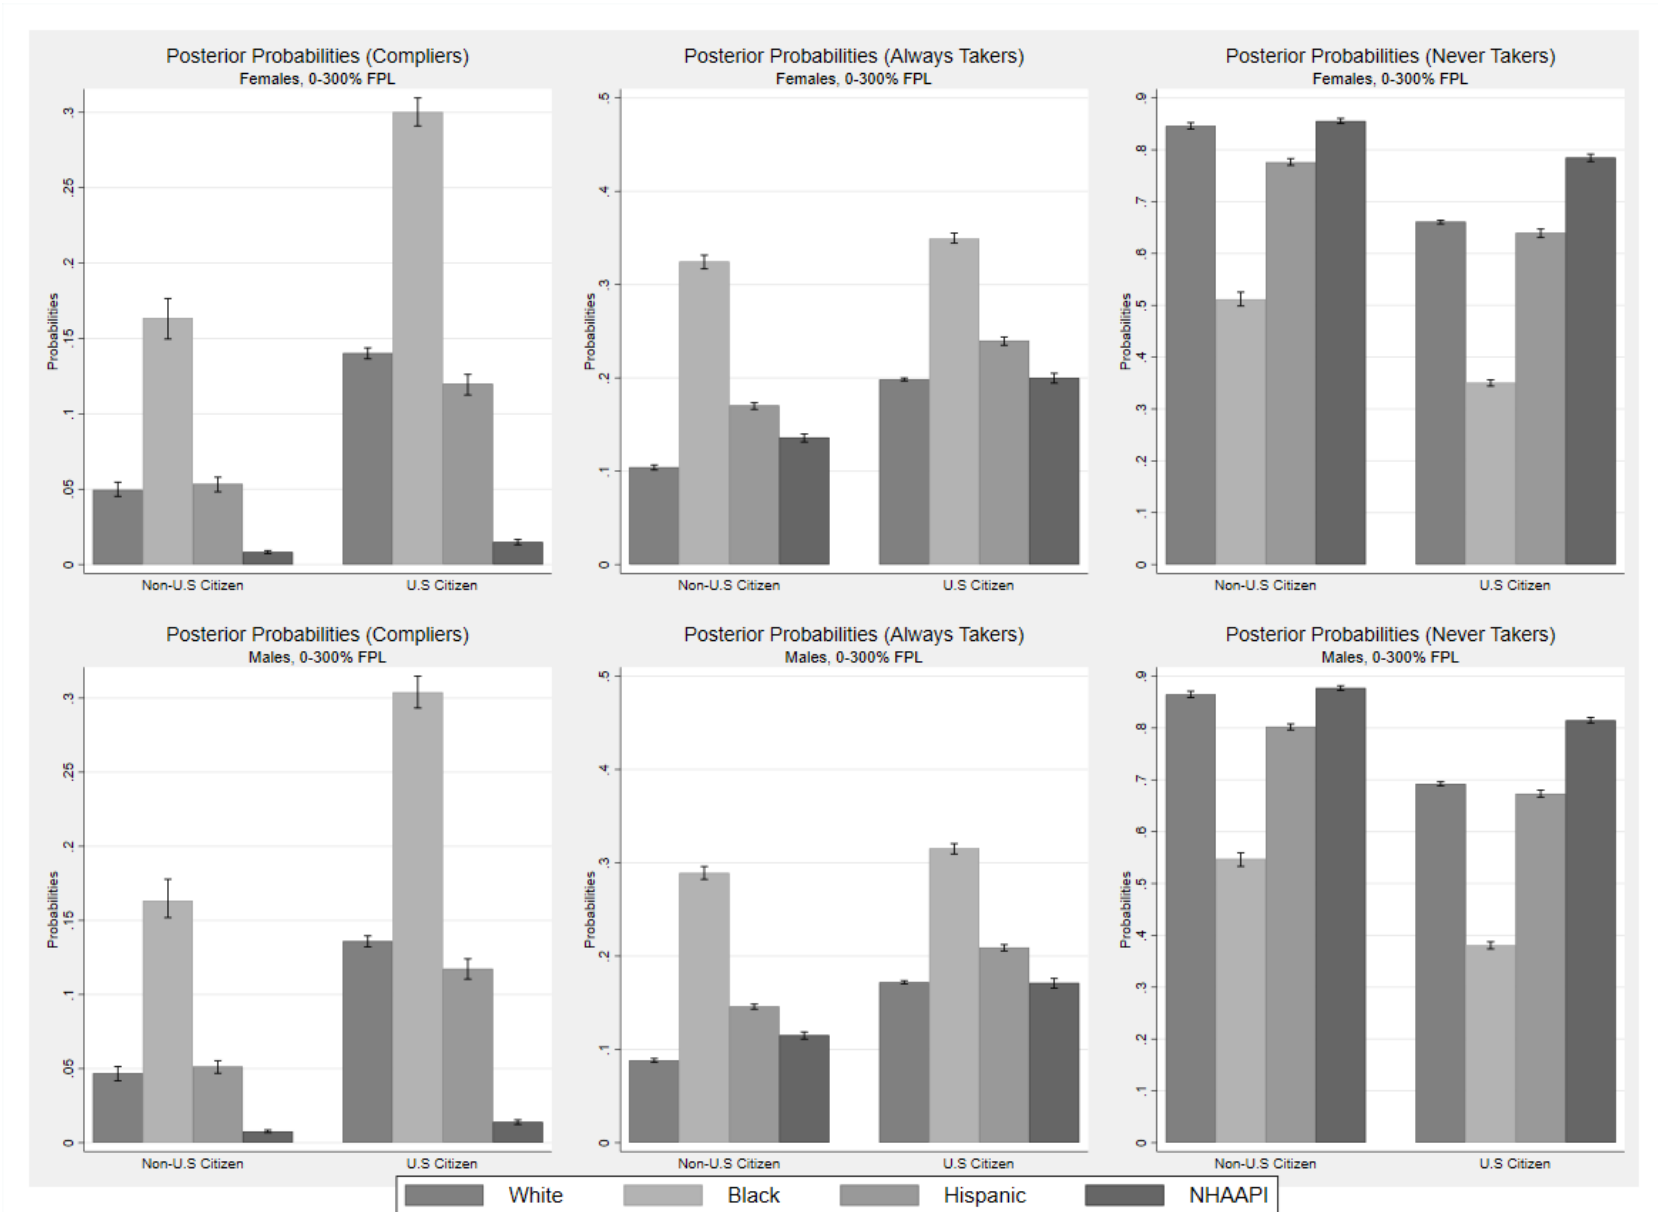 Posterior Probabilities (Compliers)
Females, 0-300% FPL
Probabilities
.3
.25
.2
.15
.1
.05
0
Non-U.S Citizen
U.S Citizen
Posterior Probabilities (Always Takers)
Females, 0-300% FPL
Probabilities
.5
.4
.3
.2
.1
0
Non-U.S Citizen
U.S Citizen
Posterior Probabilities (Never Takers)
Females, 0-300% FPL
Probabilities
.9
.8
.7
.6
.5
.4
.3
.2
.1
0
Non-U.S Citizen
U.S Citizen
Posterior Probabilities (Compliers)
Males, 0-300% FPL
Probabilities
.3
.25
.2
.15
.1
.05
0
Non-U.S Citizen
U.S Citizen
Posterior Probabilities (Always Takers)
Males, 0-300% FPL
Probabilities
.5
.4
.3
.2
.1
0
Non-U.S Citizen
U.S Citizen
Posterior Probabilities (Never Takers)
Males, 0-300% FPL
Probabilities
.9
.8
.7
.6
.5
.4
.3
.2
.1
0
Non-U.S Citizen
U.S Citizen
White
Black
Hispanic
NHAAPI